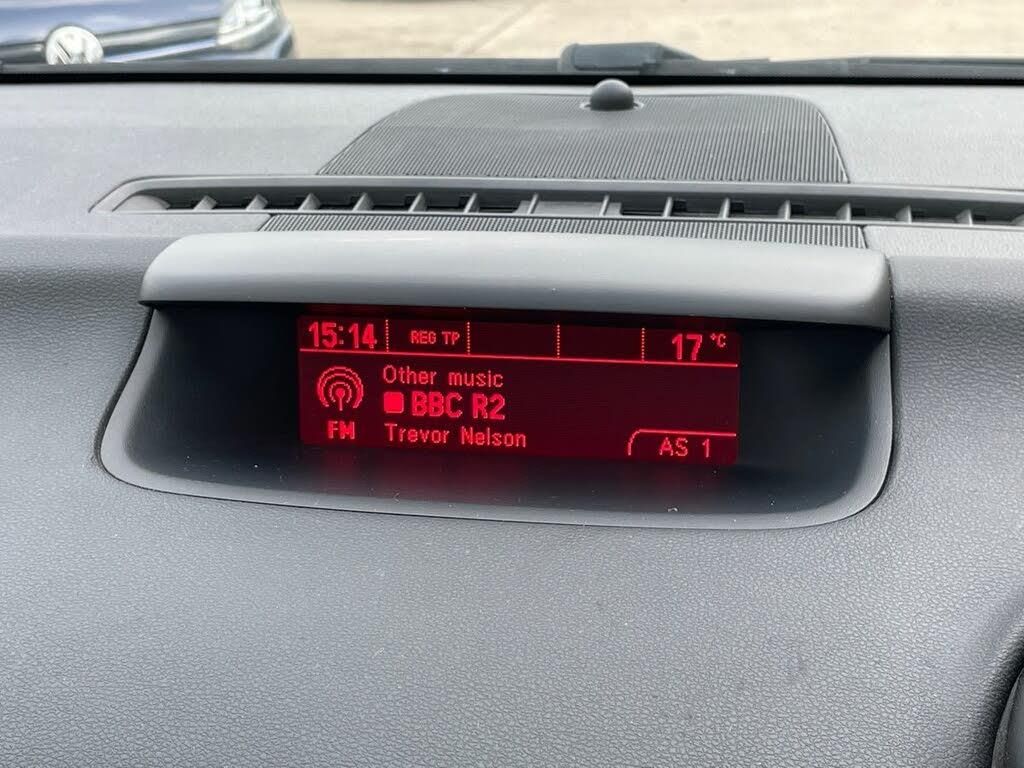 15:14 REG TP 17 °C
Other music
BBC R2
FM Trevor Nelson
AS 1